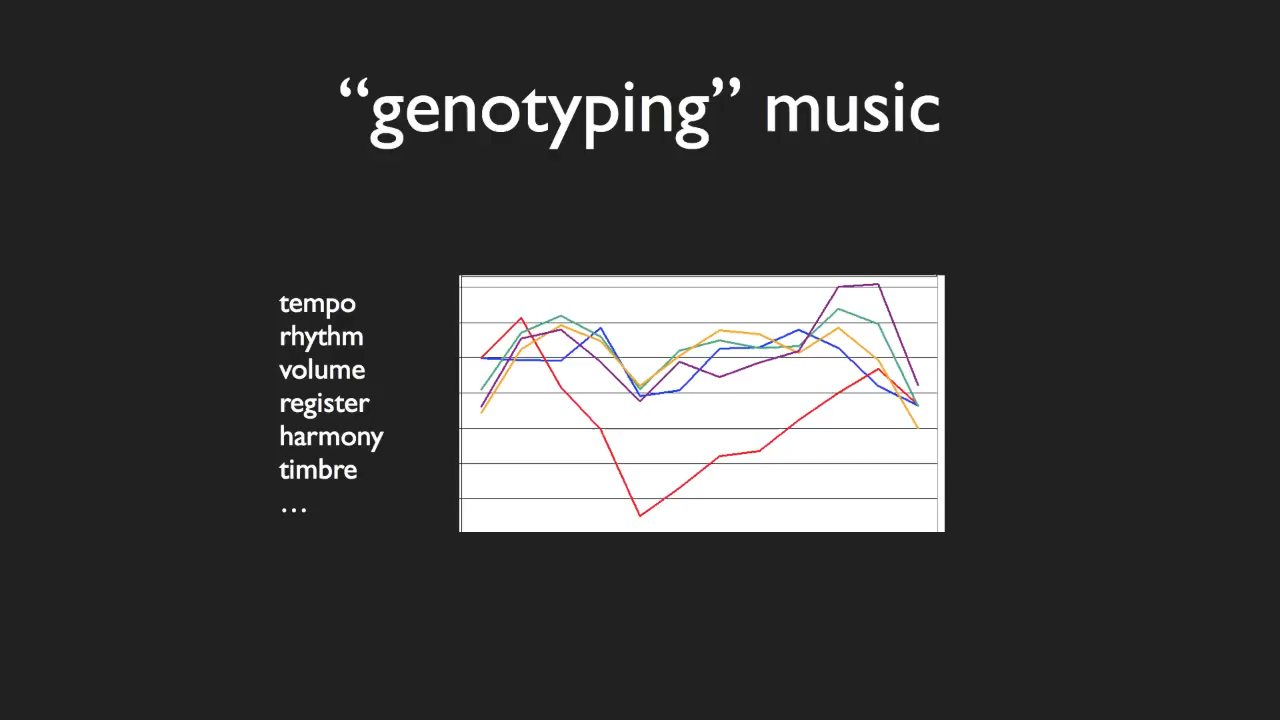 “genotyping” music
tempo
rhythm
volume
register
harmony
timbre
…